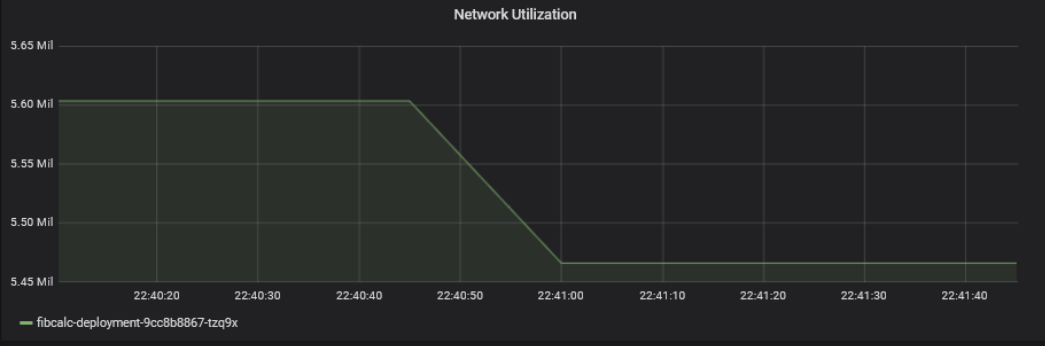 Network Utilization
5.65 Mil
5.60 Mil
5.55 Mil
5.50 Mil
5.45 Mil
22:40:20 22:40:30 22:40:40 22:40:50 22:41:00 22:41:10 22:41:20 22:41:30 22:41:40
fibcalc-deployment-9cc8b8867-tzq9x